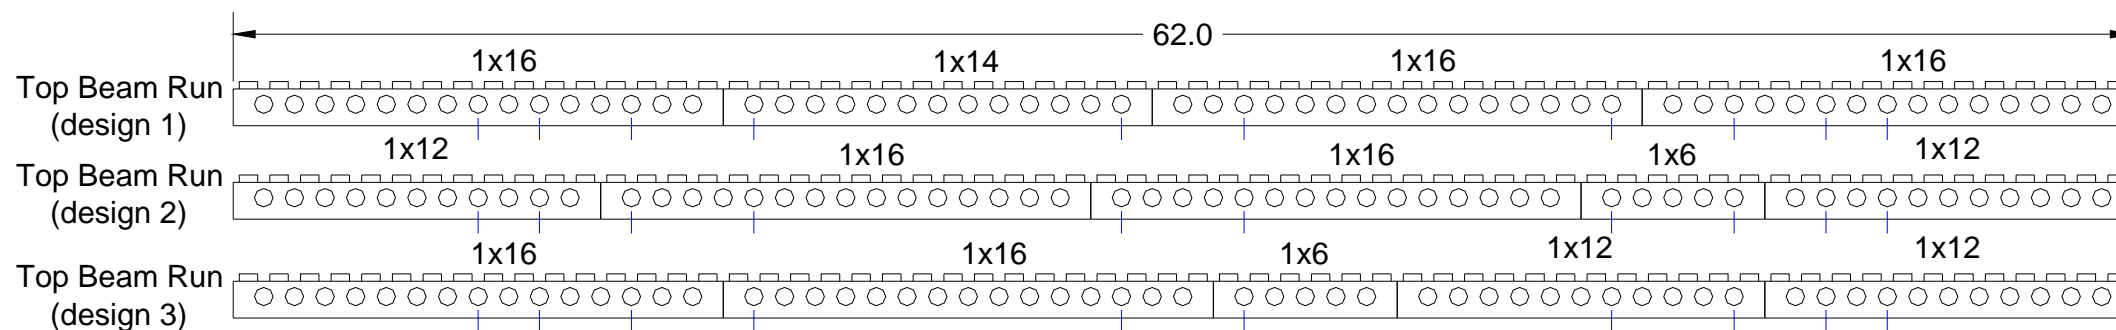 62.0
1x16 1x14 1x16 1x16
Top Beam Run
(design 1)
1x12 1x16 1x16 1x6 1x12
Top Beam Run
(design 2)
1x16 1x16 1x6 1x12 1x12
Top Beam Run
(design 3)